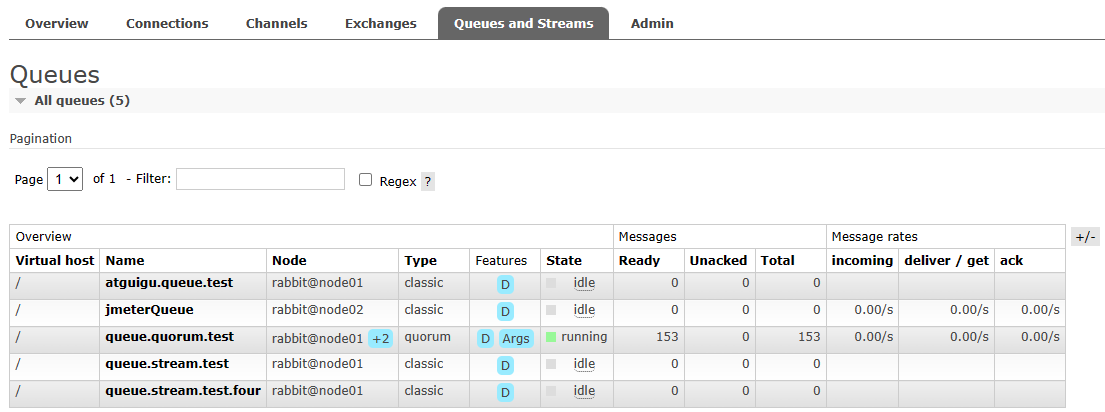 Overview Connections Channels Exchanges Queues and Streams Admin
Queues
All queues (5)
Pagination
Page 1 of 1 - Filter: Regex ?
Overview Messages Message rates +/-
Virtual host Name Node Type Features State Ready Unacked Total incoming deliver / get ack
/ atguigu.queue.test rabbit@node01 classic D idle 0 0 0
/ jmeterQueue rabbit@node02 classic D idle 0 0 0 0.00/s 0.00/s 0.00/s
/ queue.quorum.test rabbit@node01 +2 quorum D Args running 153 0 153 0.00/s 0.00/s 0.00/s
/ queue.stream.test rabbit@node01 classic D idle 0 0 0
/ queue.stream.test.four rabbit@node01 classic D idle 0 0 0